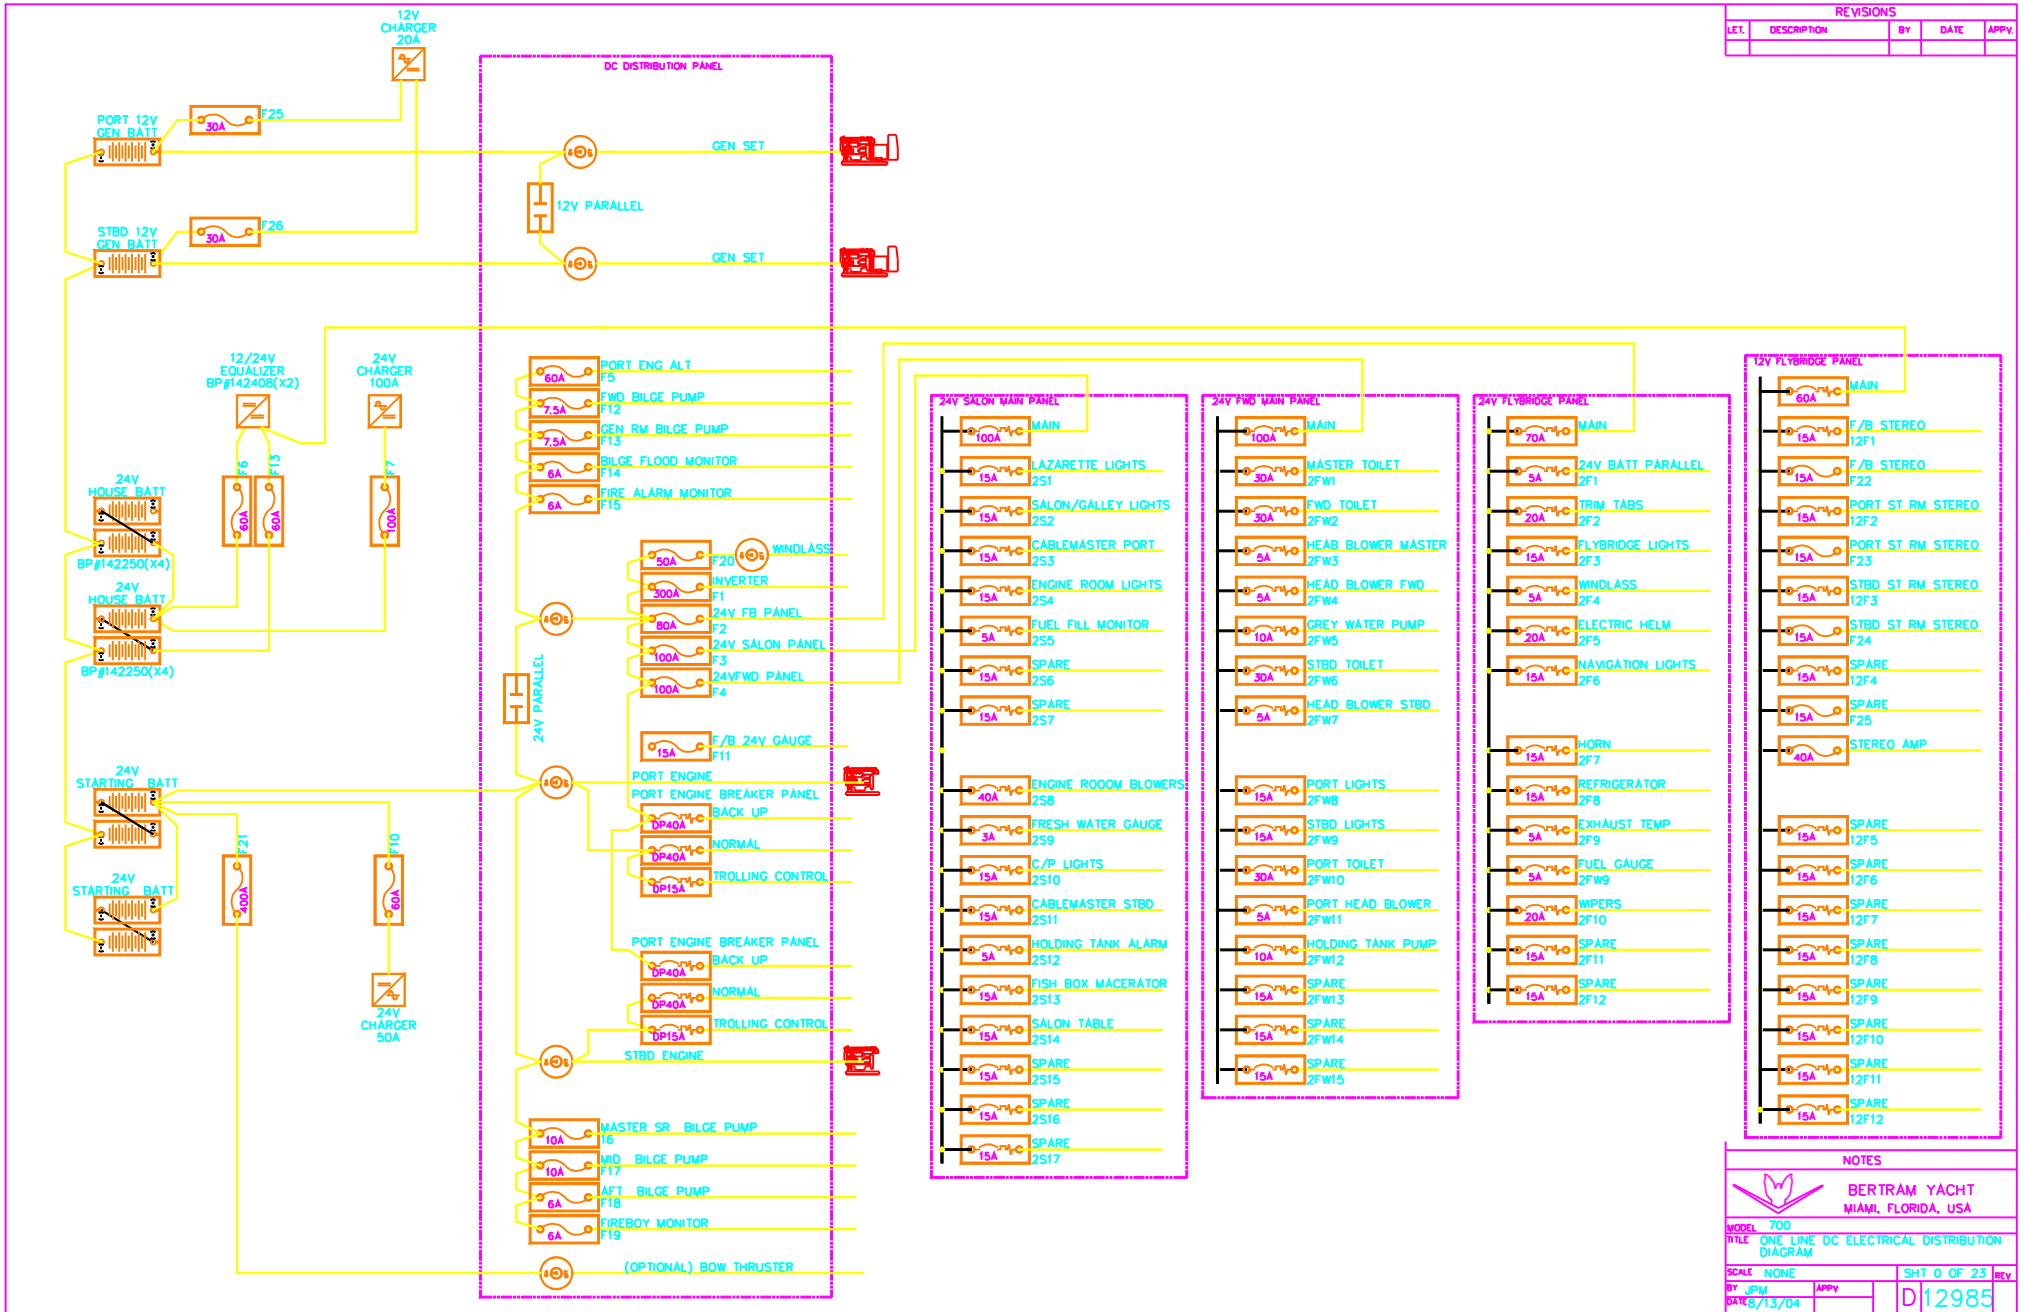 REVISIONS
LET. DESCRIPTION BY DATE APPV.
12V
CHARGER
20A
DC DISTRIBUTION PANEL
PORT 12V
GEN BATT
F25
30A
GEN SET
12V PARALLEL
STBD 12V
GEN BATT
F26
30A
GEN SET
12/24V
EQUALIZER
BP#142408(X2)
24V
CHARGER
100A
F6
60A
F13
60A
F7
100A
24V
HOUSE BATT
BP#142250(X4)
24V
HOUSE BATT
BP#142250(X4)
24V
STARTING BATT
24V
STARTING BATT
F21
400A
F10
60A
24V
CHARGER
50A
PORT ENG ALT
60A F5
FWD BILGE PUMP
7.5A F12
GEN RM BILGE PUMP
7.5A F13
BILGE FLOOD MONITOR
6A F14
FIRE ALARM MONITOR
6A F15
WINDLASS
50A F20
INVERTER
300A F1
24V FB PANEL
80A F2
24V SALON PANEL
100A F3
24VFWD PANEL
100A F4
24V PARALLEL
F/B 24V GAUGE
15A F11
PORT ENGINE
PORT ENGINE BREAKER PANEL
BACK UP
DP40A
NORMAL
DP40A
TROLLING CONTROL
DP15A
PORT ENGINE BREAKER PANEL
BACK UP
DP40A
NORMAL
DP40A
TROLLING CONTROL
DP15A
STBD ENGINE
MASTER SR BILGE PUMP
10A 16
MID BILGE PUMP
10A F17
AFT BILGE PUMP
6A F18
FIREBOY MONITOR
6A F19
(OPTIONAL) BOW THRUSTER
24V SALON MAIN PANEL
MAIN
100A
LAZARETTE LIGHTS
15A 2S1
SALON/GALLEY LIGHTS
15A 2S2
CABLEMASTER PORT
15A 2S3
ENGINE ROOM LIGHTS
15A 2S4
FUEL FILL MONITOR
5A 2S5
SPARE
15A 2S6
SPARE
15A 2S7
ENGINE ROOOM BLOWERS
40A 2S8
FRESH WATER GAUGE
3A 2S9
C/P LIGHTS
15A 2S10
CABLEMASTER STBD
15A 2S11
HOLDING TANK ALARM
5A 2S12
FISH BOX MACERATOR
15A 2S13
SALON TABLE
15A 2S14
SPARE
15A 2S15
SPARE
15A 2S16
SPARE
15A 2S17
24V FWD MAIN PANEL
MAIN
100A
MASTER TOILET
30A 2FW1
FWD TOILET
30A 2FW2
HEAB BLOWER MASTER
5A 2FW3
HEAD BLOWER FWD
5A 2FW4
GREY WATER PUMP
10A 2FW5
STBD TOILET
30A 2FW6
HEAD BLOWER STBD
5A 2FW7
PORT LIGHTS
15A 2FW8
STBD LIGHTS
15A 2FW9
PORT TOILET
30A 2FW10
PORT HEAD BLOWER
5A 2FW11
HOLDING TANK PUMP
10A 2FW12
SPARE
15A 2FW13
SPARE
15A 2FW14
SPARE
15A 2FW15
24V FLYBRIDGE PANEL
MAIN
70A
24V BATT PARALLEL
5A 2F1
TRIM TABS
20A 2F2
FLYBRIDGE LIGHTS
15A 2F3
WINDLASS
5A 2F4
ELECTRIC HELM
20A 2F5
NAVIGATION LIGHTS
15A 2F6
HORN
15A 2F7
REFRIGERATOR
15A 2F8
EXHAUST TEMP
5A 2F9
FUEL GAUGE
5A 2FW9
WIPERS
20A 2F10
SPARE
15A 2F11
SPARE
15A 2F12
12V FLYBRIDGE PANEL
MAIN
60A
F/B STEREO
15A 12F1
F/B STEREO
15A F22
PORT ST RM STEREO
15A 12F2
PORT ST RM STEREO
15A F23
STBD ST RM STEREO
15A 12F3
STBD ST RM STEREO
15A F24
SPARE
15A 12F4
SPARE
15A F25
STEREO AMP
40A
SPARE
15A 12F5
SPARE
15A 12F6
SPARE
15A 12F7
SPARE
15A 12F8
SPARE
15A 12F9
SPARE
15A 12F10
SPARE
15A 12F11
SPARE
15A 12F12
NOTES
BERTRAM YACHT
MIAMI, FLORIDA, USA
MODEL 700
TITLE ONE LINE DC ELECTRICAL DISTRIBUTION
DIAGRAM
SCALE NONE SHT 0 OF 23 REV
BY JPM APPV
DATE 8/13/04 D 12985